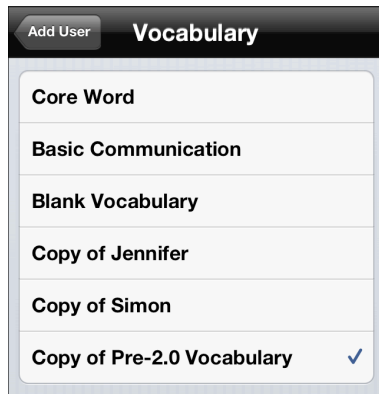 Add User
Vocabulary
Core Word
Basic Communication
Blank Vocabulary
Copy of Jennifer
Copy of Simon
Copy of Pre-2.0 Vocabulary